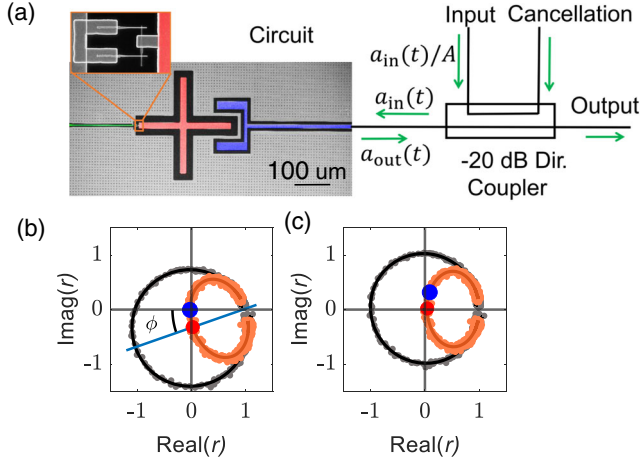 (a)
Circuit
Input Cancellation
a_in(t)/A
a_in(t)
Output
a_out(t)
100 um
-20 dB Dir.
Coupler
(b)
(c)
1
0
-1
Imag(r)
ϕ
-1 0 1
Real(r)
1
0
-1
Imag(r)
-1 0 1
Real(r)